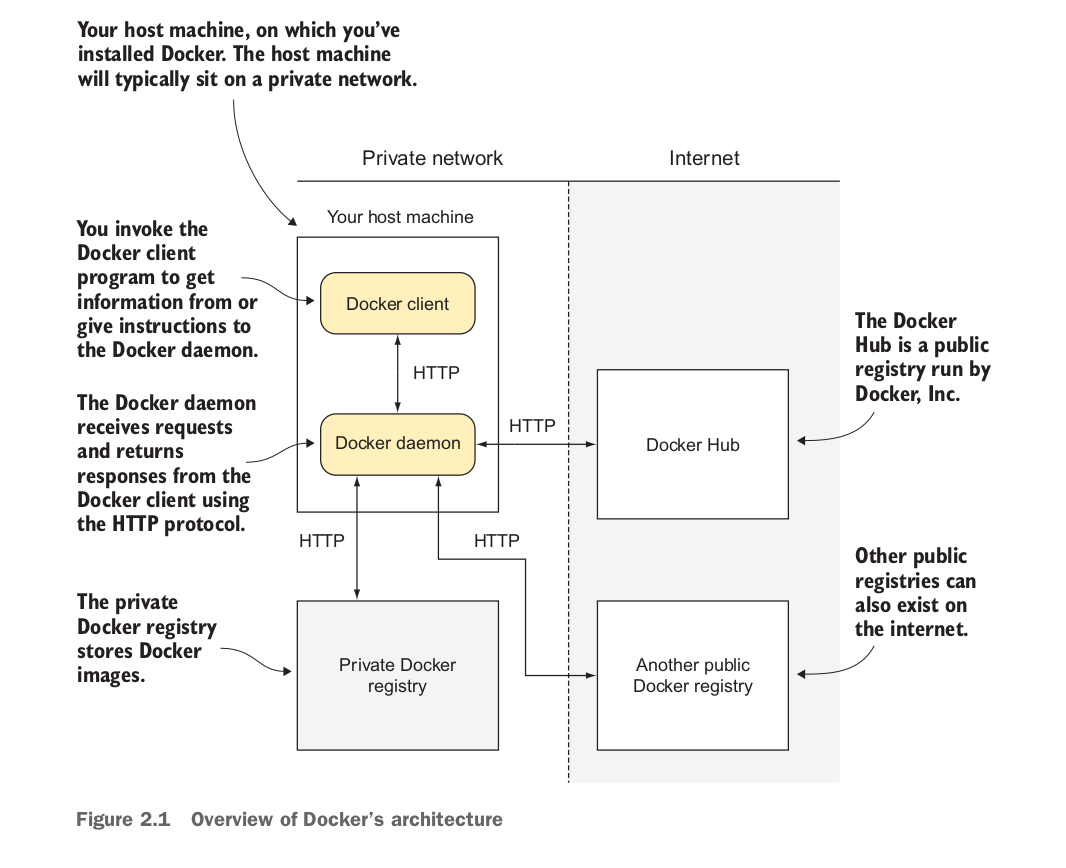 Your host machine, on which you've
installed Docker. The host machine
will typically sit on a private network.
Private network
Internet
Your host machine
You invoke the
Docker client
program to get
information from or
give instructions to
the Docker daemon.
Docker client
HTTP
The Docker daemon
receives requests
and returns
responses from the
Docker client using
the HTTP protocol.
Docker daemon
HTTP
Docker Hub
The Docker
Hub is a public
registry run by
Docker, Inc.
HTTP
HTTP
The private
Docker registry
stores Docker
images.
Private Docker
registry
Another public
Docker registry
Other public
registries can
also exist on
the internet.
Figure 2.1 Overview of Docker's architecture